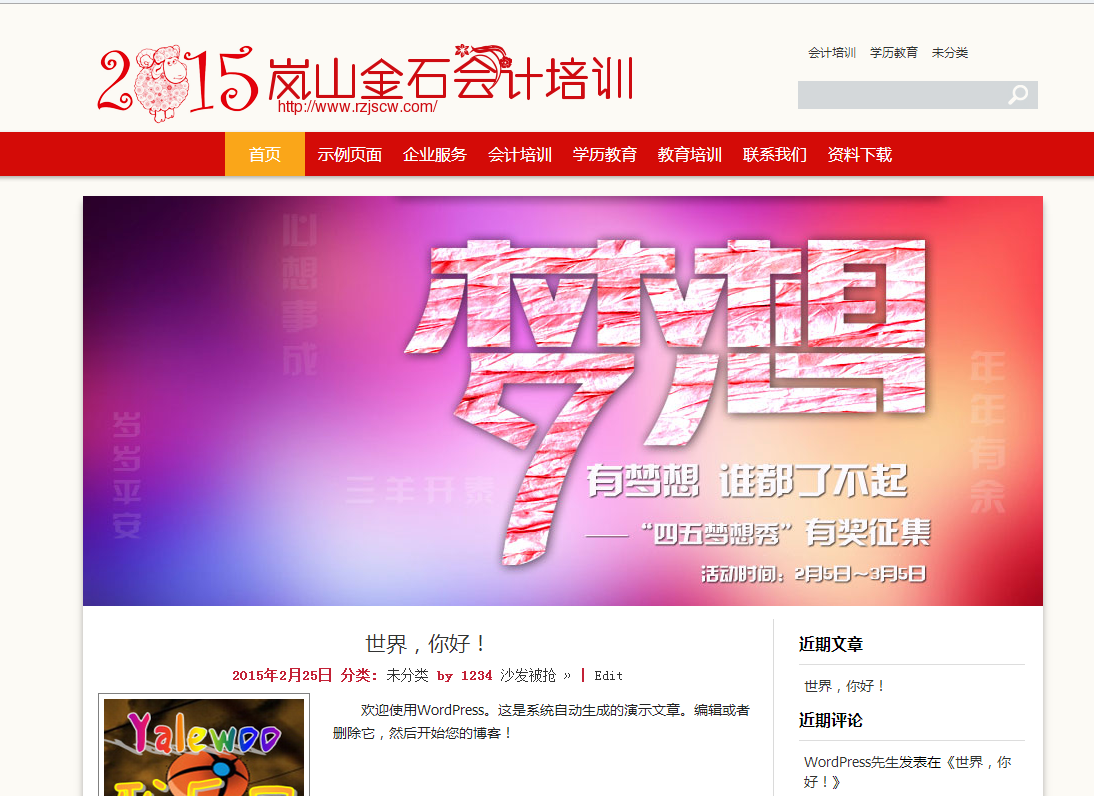 会计培训 学历教育 未分类
2015 岚山金石会计培训
http://www.rzjscw.com/
首页 示例页面 企业服务 会计培训 学历教育 教育培训 联系我们 资料下载
心想事成
梦想
年年有余
岁岁平安
三羊开泰
有梦想 谁都了不起
——“四五梦想秀”有奖征集
活动时间：2月5日～3月5日
世界，你好！
2015年2月25日 分类: 未分类 by 1234 沙发被抢 » | Edit
欢迎使用WordPress。这是系统自动生成的演示文章。编辑或者
删除它，然后开始您的博客！
Yalewoo
近期文章
世界，你好！
近期评论
WordPress先生发表在《世界，你
好！》